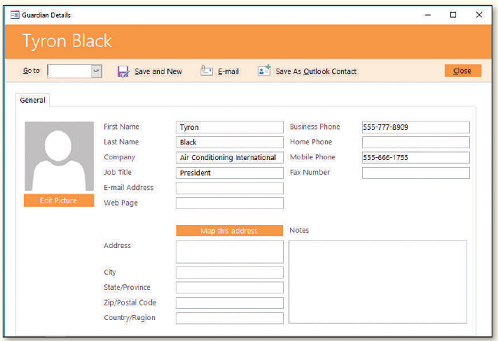 Guardian Details
Tyron Black
Go to Save and New E-mail Save As Outlook Contact Close
General
First Name Tyron Business Phone 555-777-8909
Last Name Black Home Phone
Company Air Conditioning International Mobile Phone 555-666-1755
Job Title President Fax Number
E-mail Address
Edit Picture Web Page
Map this address Notes
Address
City
State/Province
Zip/Postal Code
Country/Region